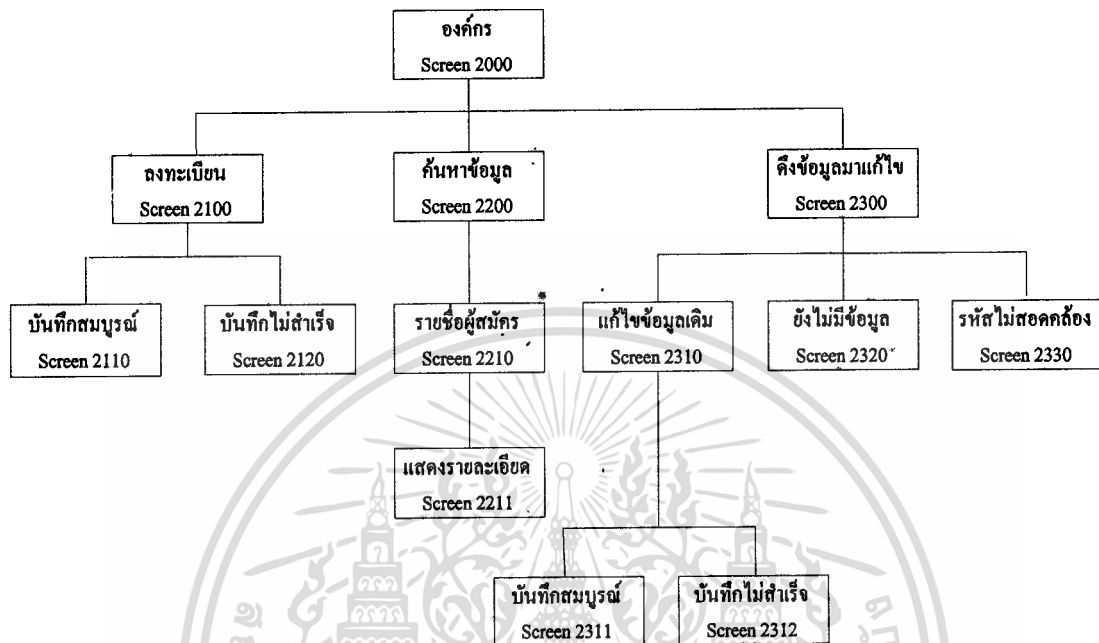 องค์กร
Screen 2000
ลงทะเบียน
Screen 2100
ค้นหาข้อมูล
Screen 2200
ดึงข้อมูลมาแก้ไข
Screen 2300
บันทึกสมบูรณ์
Screen 2110
บันทึกไม่สำเร็จ
Screen 2120
รายชื่อผู้สมัคร
Screen 2210
แก้ไขข้อมูลเดิม
Screen 2310
ยังไม่มีข้อมูล
Screen 2320
รหัสไม่สอดคล้อง
Screen 2330
แสดงรายละเอียด
Screen 2211
บันทึกสมบูรณ์
Screen 2311
บันทึกไม่สำเร็จ
Screen 2312